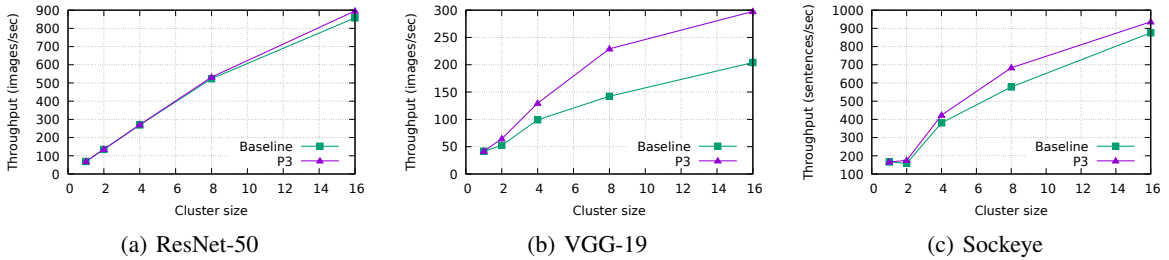 900
800
700
600
500
400
300
200
100
0
Throughput (images/sec)
Baseline
P3
0 2 4 6 8 10 12 14 16
Cluster size
(a) ResNet-50
300
250
200
150
100
50
0
Throughput (images/sec)
Baseline
P3
0 2 4 6 8 10 12 14 16
Cluster size
(b) VGG-19
1000
900
800
700
600
500
400
300
200
100
Throughput (sentences/sec)
Baseline
P3
0 2 4 6 8 10 12 14 16
Cluster size
(c) Sockeye